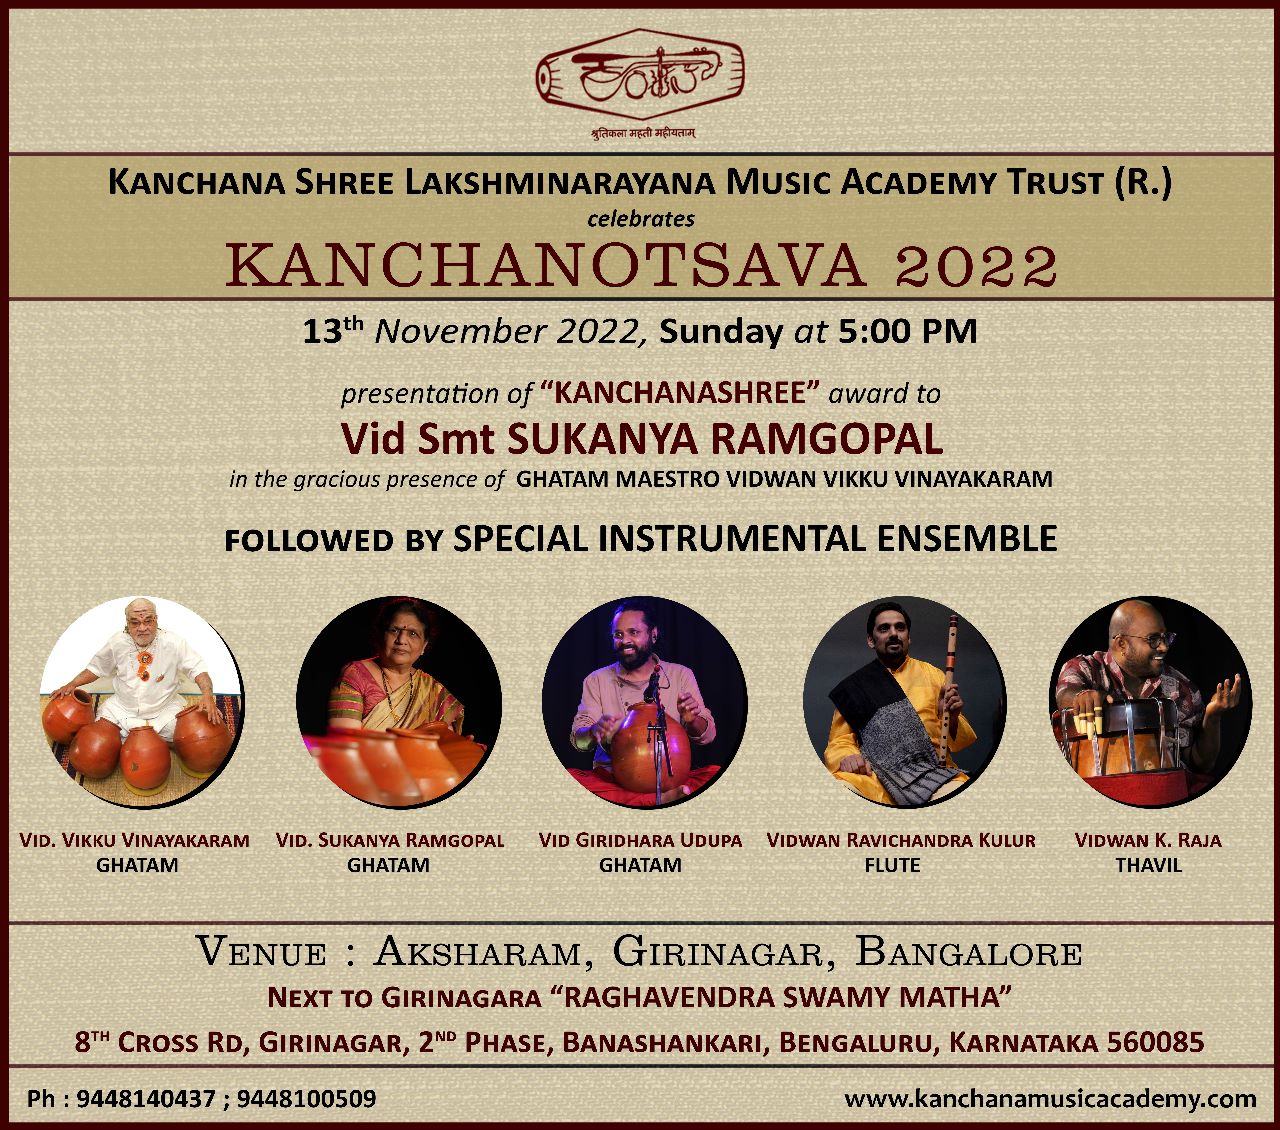 श्रुतिकला महती महीयताम्
KANCHANA SHREE LAKSHMINARAYANA MUSIC ACADEMY TRUST (R.)
celebrates
KANCHANOTSAVA 2022
13th November 2022, Sunday at 5:00 PM
presentation of “KANCHANASHREE” award to
Vid Smt SUKANYA RAMGOPAL
in the gracious presence of GHATAM MAESTRO VIDWAN VIKKU VINAYAKARAM
FOLLOWED BY SPECIAL INSTRUMENTAL ENSEMBLE
VID. VIKKU VINAYAKARAM
GHATAM
VID. SUKANYA RAMGOPAL
GHATAM
VID GIRIDHARA UDUPA
GHATAM
VIDWAN RAVICHANDRA KULUR
FLUTE
VIDWAN K. RAJA
THAVIL
VENUE : AKSHARAM, GIRINAGAR, BANGALORE
NEXT TO GIRINAGARA “RAGHAVENDRA SWAMY MATHA”
8TH CROSS RD, GIRINAGAR, 2ND PHASE, BANASHANKARI, BENGALURU, KARNATAKA 560085
Ph : 9448140437 ; 9448100509
www.kanchanamusicacademy.com